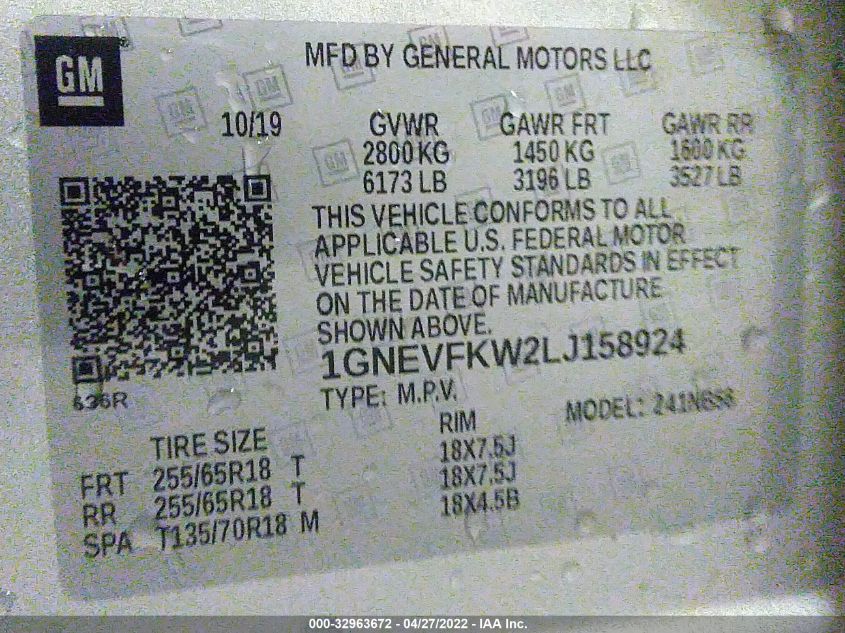 GM
MFD BY GENERAL MOTORS LLC
10/19 GVWR GAWR FRT GAWR RR
2800 KG 1450 KG 1600 KG
6173 LB 3196 LB 3527 LB
THIS VEHICLE CONFORMS TO ALL
APPLICABLE U.S. FEDERAL MOTOR
VEHICLE SAFETY STANDARDS IN EFFECT
ON THE DATE OF MANUFACTURE
SHOWN ABOVE.
1GNEVFKW2LJ158924
636R
TYPE: M.P.V. MODEL:
TIRE SIZE RIM
FRT 255/65R18 T 18X7.5J
RR 255/65R18 T 18X7.5J
SPA T135/70R18 M 18X4.5B
000-32963672 / 04/27/2022 - IAA Inc.